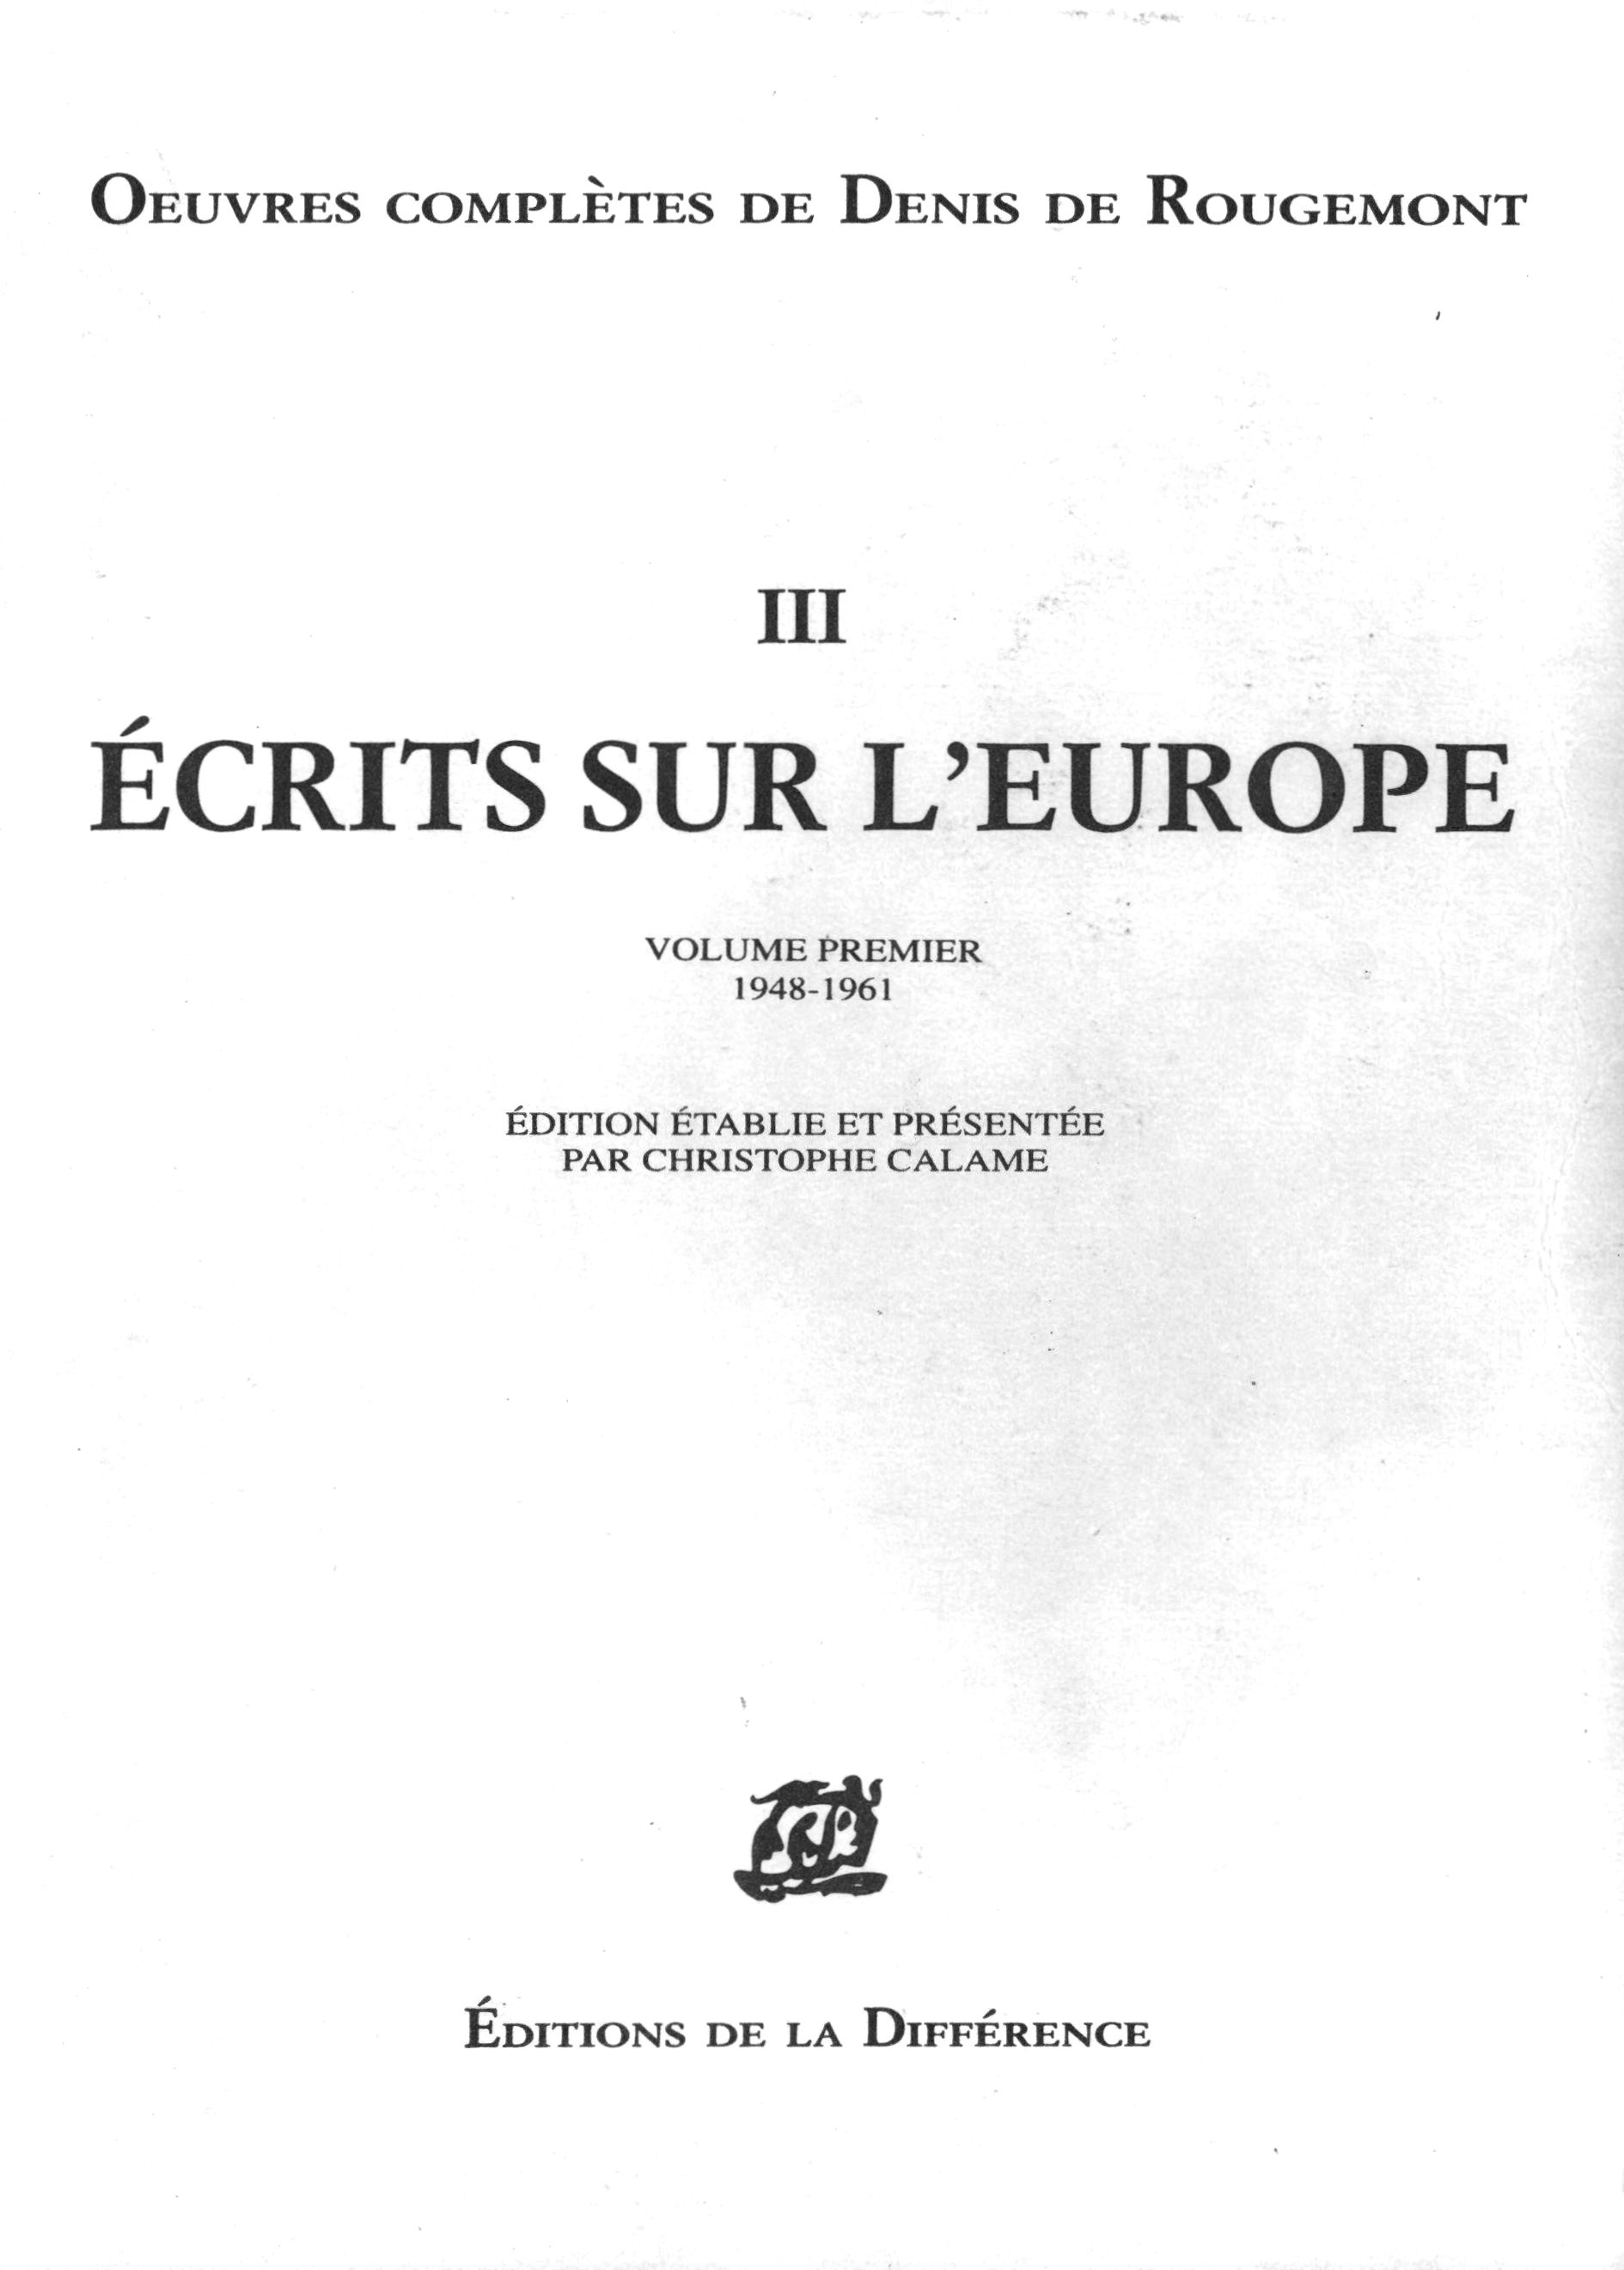 OEUVRES COMPLÈTES DE DENIS DE ROUGEMONT
III
ÉCRITS SUR L'EUROPE
VOLUME PREMIER
1948-1961
ÉDITION ÉTABLIE ET PRÉSENTÉE
PAR CHRISTOPHE CALAME
ÉDITIONS DE LA DIFFÉRENCE